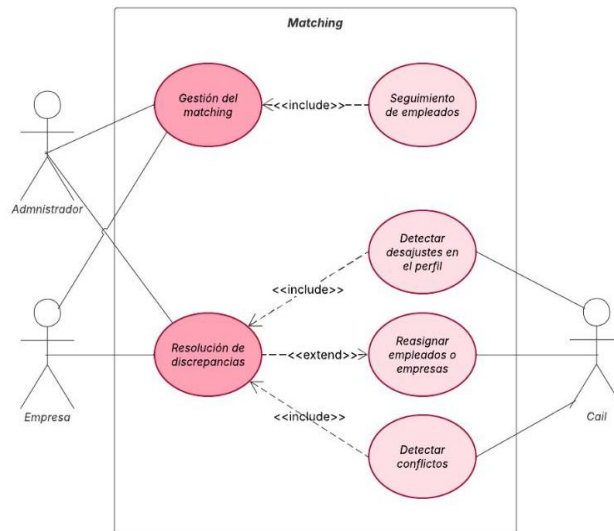 Matching
Gestión del
matching
<<include>>
Seguimiento
de empleados
Admnistrador
Detectar
desajustes en
el perfil
<<include>>
Resolución de
discrepancias
<<extend>>
Reasignar
empleados o
empresas
Empresa
Cail
<<include>>
Detectar
conflictos